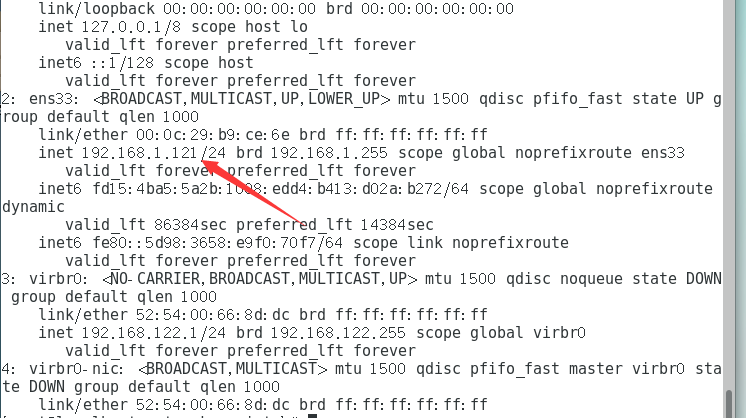 link/loopback 00:00:00:00:00:00 brd 00:00:00:00:00:00
inet 127.0.0.1/8 scope host lo
valid_lft forever preferred_lft forever
inet6 ::1/128 scope host
valid_lft forever preferred_lft forever
2: ens33: <BROADCAST,MULTICAST,UP,LOWER_UP> mtu 1500 qdisc pfifo_fast state UP g
roup default qlen 1000
link/ether 00:0c:29:b9:ce:6e brd ff:ff:ff:ff:ff:ff
inet 192.168.1.121/24 brd 192.168.1.255 scope global noprefixroute ens33
valid_lft forever preferred_lft forever
inet6 fd15:4ba5:5a2b:1008:edd4:b413:d02a:b272/64 scope global noprefixroute
dynamic
valid_lft 86384sec preferred_lft 14384sec
inet6 fe80::5d98:3658:e9f0:70f7/64 scope link noprefixroute
valid_lft forever preferred_lft forever
3: virbr0: <NO-CARRIER,BROADCAST,MULTICAST,UP> mtu 1500 qdisc noqueue state DOWN
group default qlen 1000
link/ether 52:54:00:66:8d:dc brd ff:ff:ff:ff:ff:ff
inet 192.168.122.1/24 brd 192.168.122.255 scope global virbr0
valid_lft forever preferred_lft forever
4: virbr0-nic: <BROADCAST,MULTICAST> mtu 1500 qdisc pfifo_fast master virbr0 sta
te DOWN group default qlen 1000
link/ether 52:54:00:66:8d:dc brd ff:ff:ff:ff:ff:ff